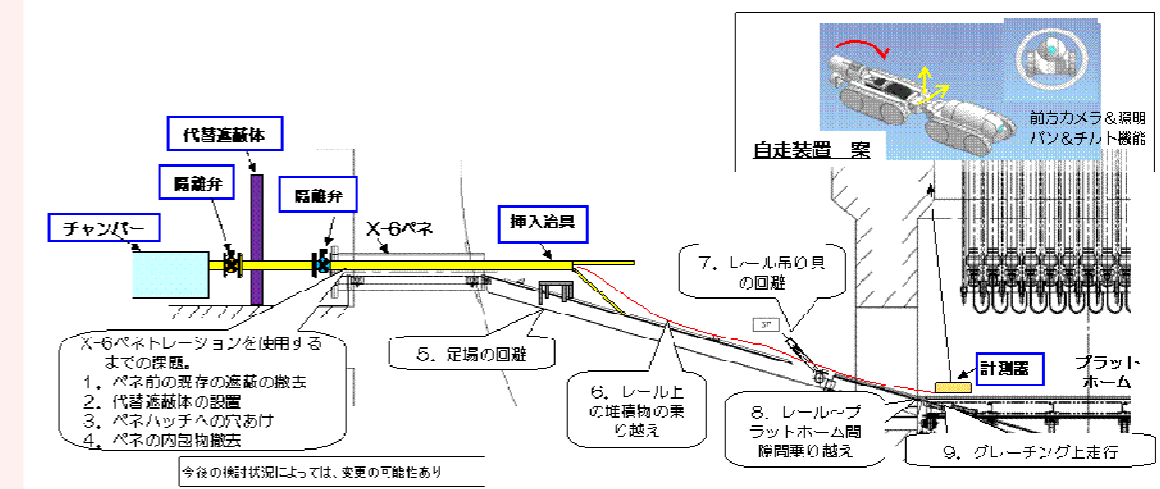 前方カメラ&照明
パン&チルト機能
自走装置　案
代替遮蔽体
隔離弁
隔離弁
チャンバー
X-6ペネ
挿入治具
7．レール吊り具
の回避
X-6ペネトレーションを使用する
までの課題。
1．ペネ前の既存の遮蔽の撤去
2．代替遮蔽体の設置
3．ペネハッチへの穴あけ
4．ペネの内包物撤去
5．足場の回避
6．レール上
の堆積物の乗
り越え
8．レール～プ
ラットホーム間
隙間乗り越え
計測器
プラット
ホーム
9．グレーチング上走行
今後の検討状況によっては、変更の可能性あり